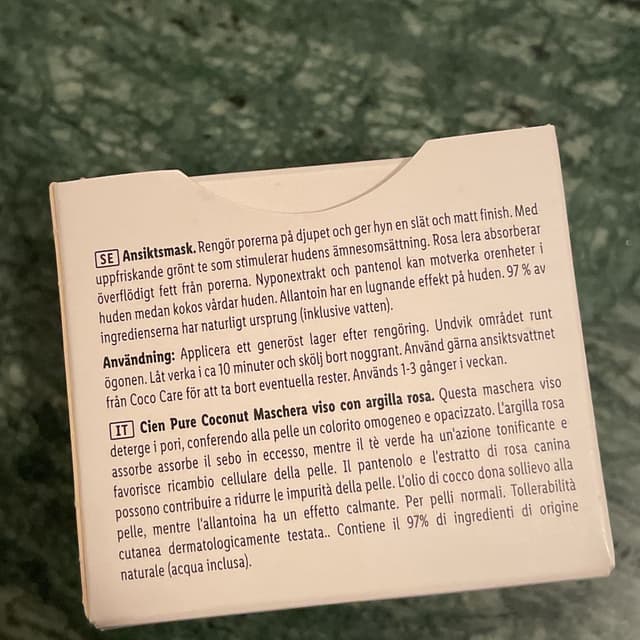 SE Ansiktsmask. Rengör porerna på djupet och ger hyn en slät och matt finish. Med
uppfriskande grönt te som stimulerar hudens ämnesomsättning. Rosa lera absorberar
överflödigt fett från porerna. Nyponextrakt och pantenol kan motverka orenheter i
huden medan kokos vårdar huden. Allantoin har en lugnande effekt på huden. 97 % av
ingredienserna har naturligt ursprung (inklusive vatten).
Användning: Applicera ett generöst lager efter rengöring. Undvik området runt
ögonen. Låt verka i ca 10 minuter och skölj bort noggrant. Använd gärna ansiktsvattnet
från Coco Care för att ta bort eventuella rester. Används 1-3 gånger i veckan.
IT Cien Pure Coconut Maschera viso con argilla rosa. Questa maschera viso
deterge i pori, conferendo alla pelle un colorito omogeneo e opacizzato. L'argilla rosa
assorbe assorbe il sebo in eccesso, mentre il tè verde ha un'azione tonificante e
favorisce ricambio cellulare della pelle. Il pantenolo e l'estratto di rosa canina
possono contribuire a ridurre le impurità della pelle. L'olio di cocco dona sollievo alla
pelle, mentre l'allantoina ha un effetto calmante. Per pelli normali. Tollerabilità
cutanea dermatologicamente testata.. Contiene il 97% di ingredienti di origine
naturale (acqua inclusa).